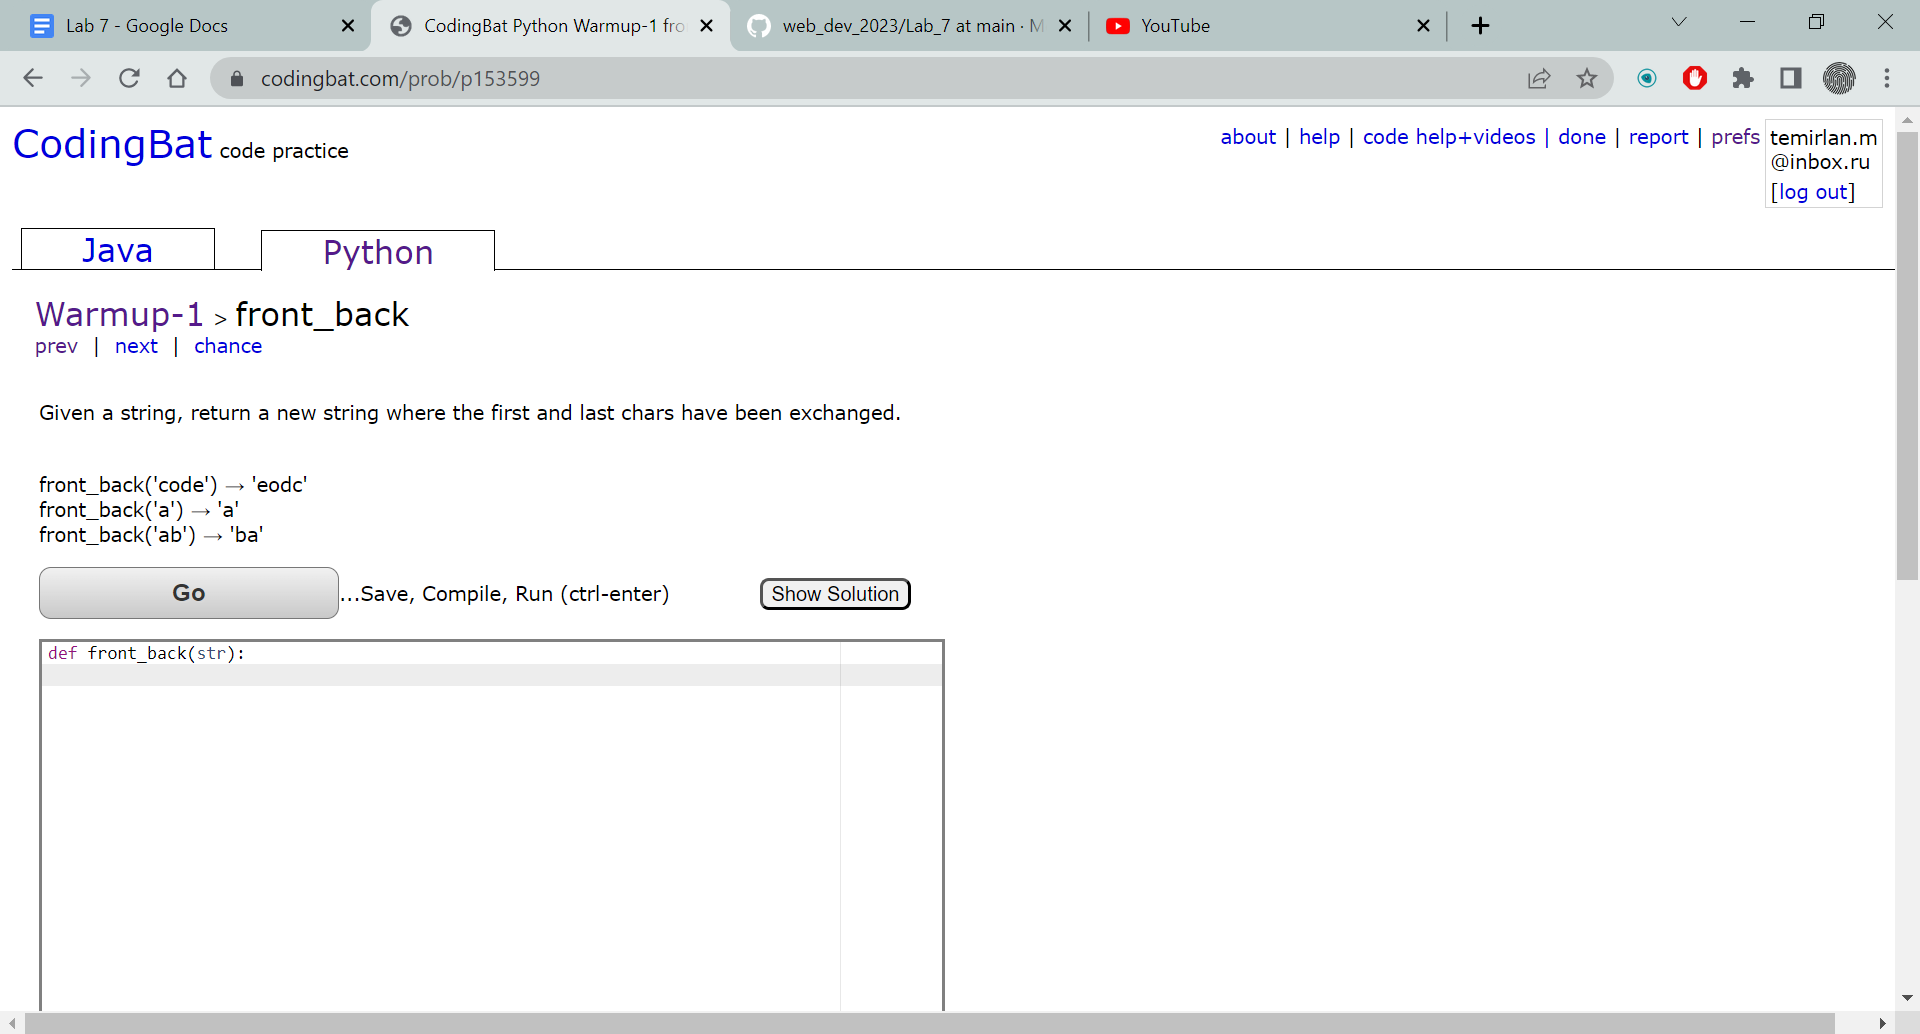 Lab 7 - Google Docs
CodingBat Python Warmup-1 fro
web_dev_2023/Lab_7 at main · M
YouTube
codingbat.com/prob/p153599
CodingBat code practice
about | help | code help+videos | done | report | prefs
temirlan.m
@inbox.ru
[log out]
Java
Python
Warmup-1 > front_back
prev | next | chance
Given a string, return a new string where the first and last chars have been exchanged.
front_back('code') → 'eodc'
front_back('a') → 'a'
front_back('ab') → 'ba'
Go
...Save, Compile, Run (ctrl-enter)
Show Solution
def front_back(str):